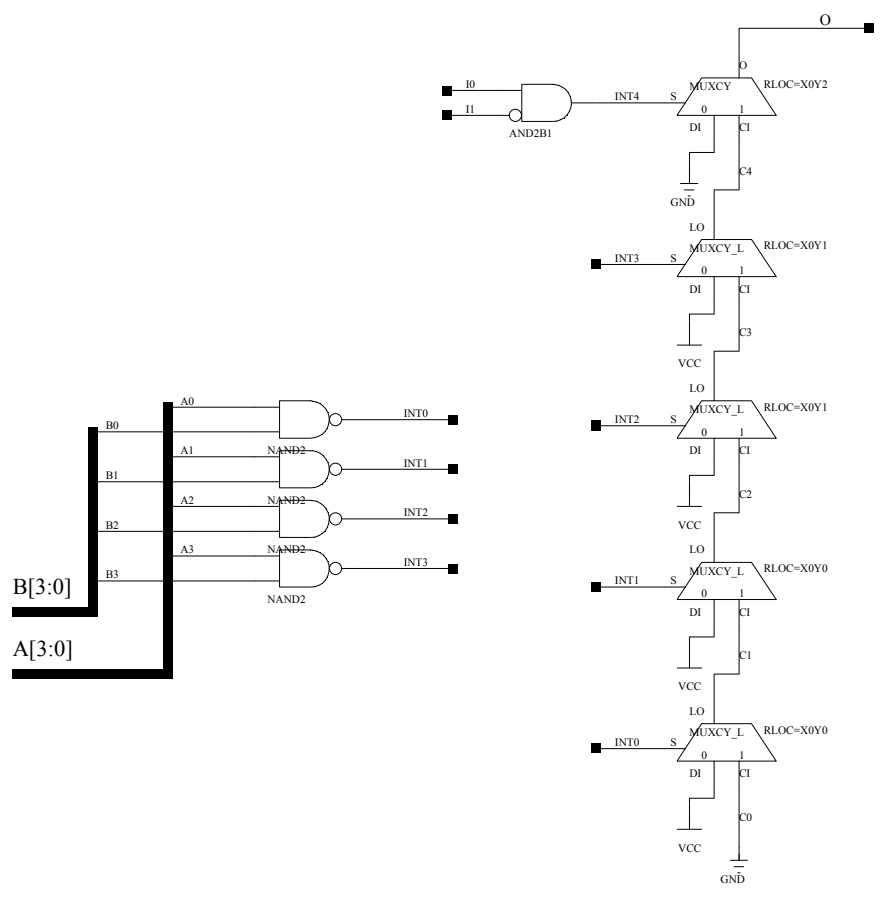 O
O
MUXCY
RLOC=X0Y2
I0
INT4
S
I1
0 1
AND2B1
DI CI
C4
GND
LO
MUXCY_L
RLOC=X0Y1
INT3
S
0 1
DI CI
C3
VCC
LO
MUXCY_L
RLOC=X0Y1
INT2
S
0 1
DI CI
C2
VCC
LO
MUXCY_L
RLOC=X0Y0
INT1
S
0 1
DI CI
C1
VCC
LO
MUXCY_L
RLOC=X0Y0
INT0
S
0 1
DI CI
C0
VCC
GND
A0
INT0
B0
NAND2
A1
INT1
B1
NAND2
A2
INT2
B2
NAND2
A3
INT3
B3
NAND2
B[3:0]
A[3:0]